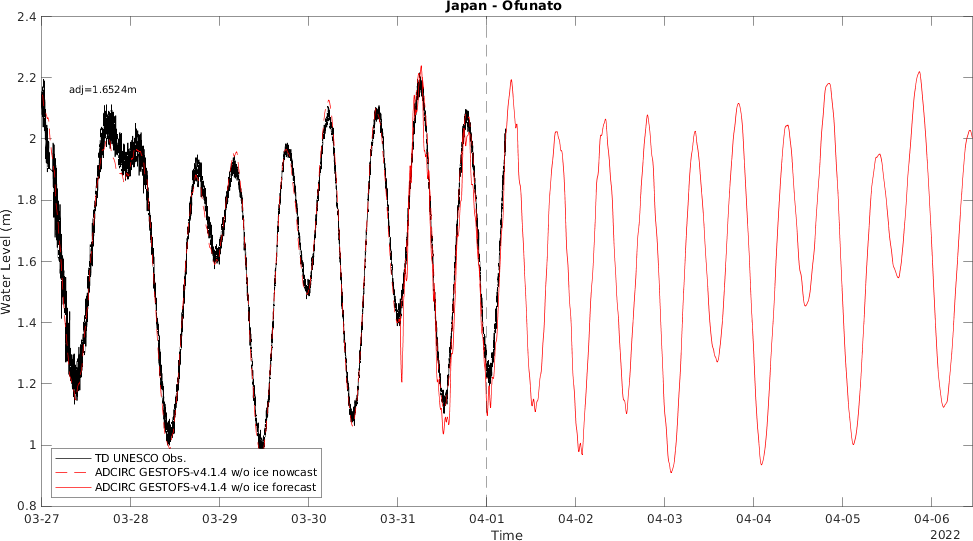 Japan - Ofunato
2.4
2.2
2
1.8
1.6
1.4
1.2
1
0.8
Water Level (m)
adj=1.6524m
TD UNESCO Obs.
ADCIRC GESTOFS-v4.1.4 w/o ice nowcast
ADCIRC GESTOFS-v4.1.4 w/o ice forecast
03-27 03-28 03-29 03-30 03-31 04-01 04-02 04-03 04-04 04-05 04-06
Time
2022